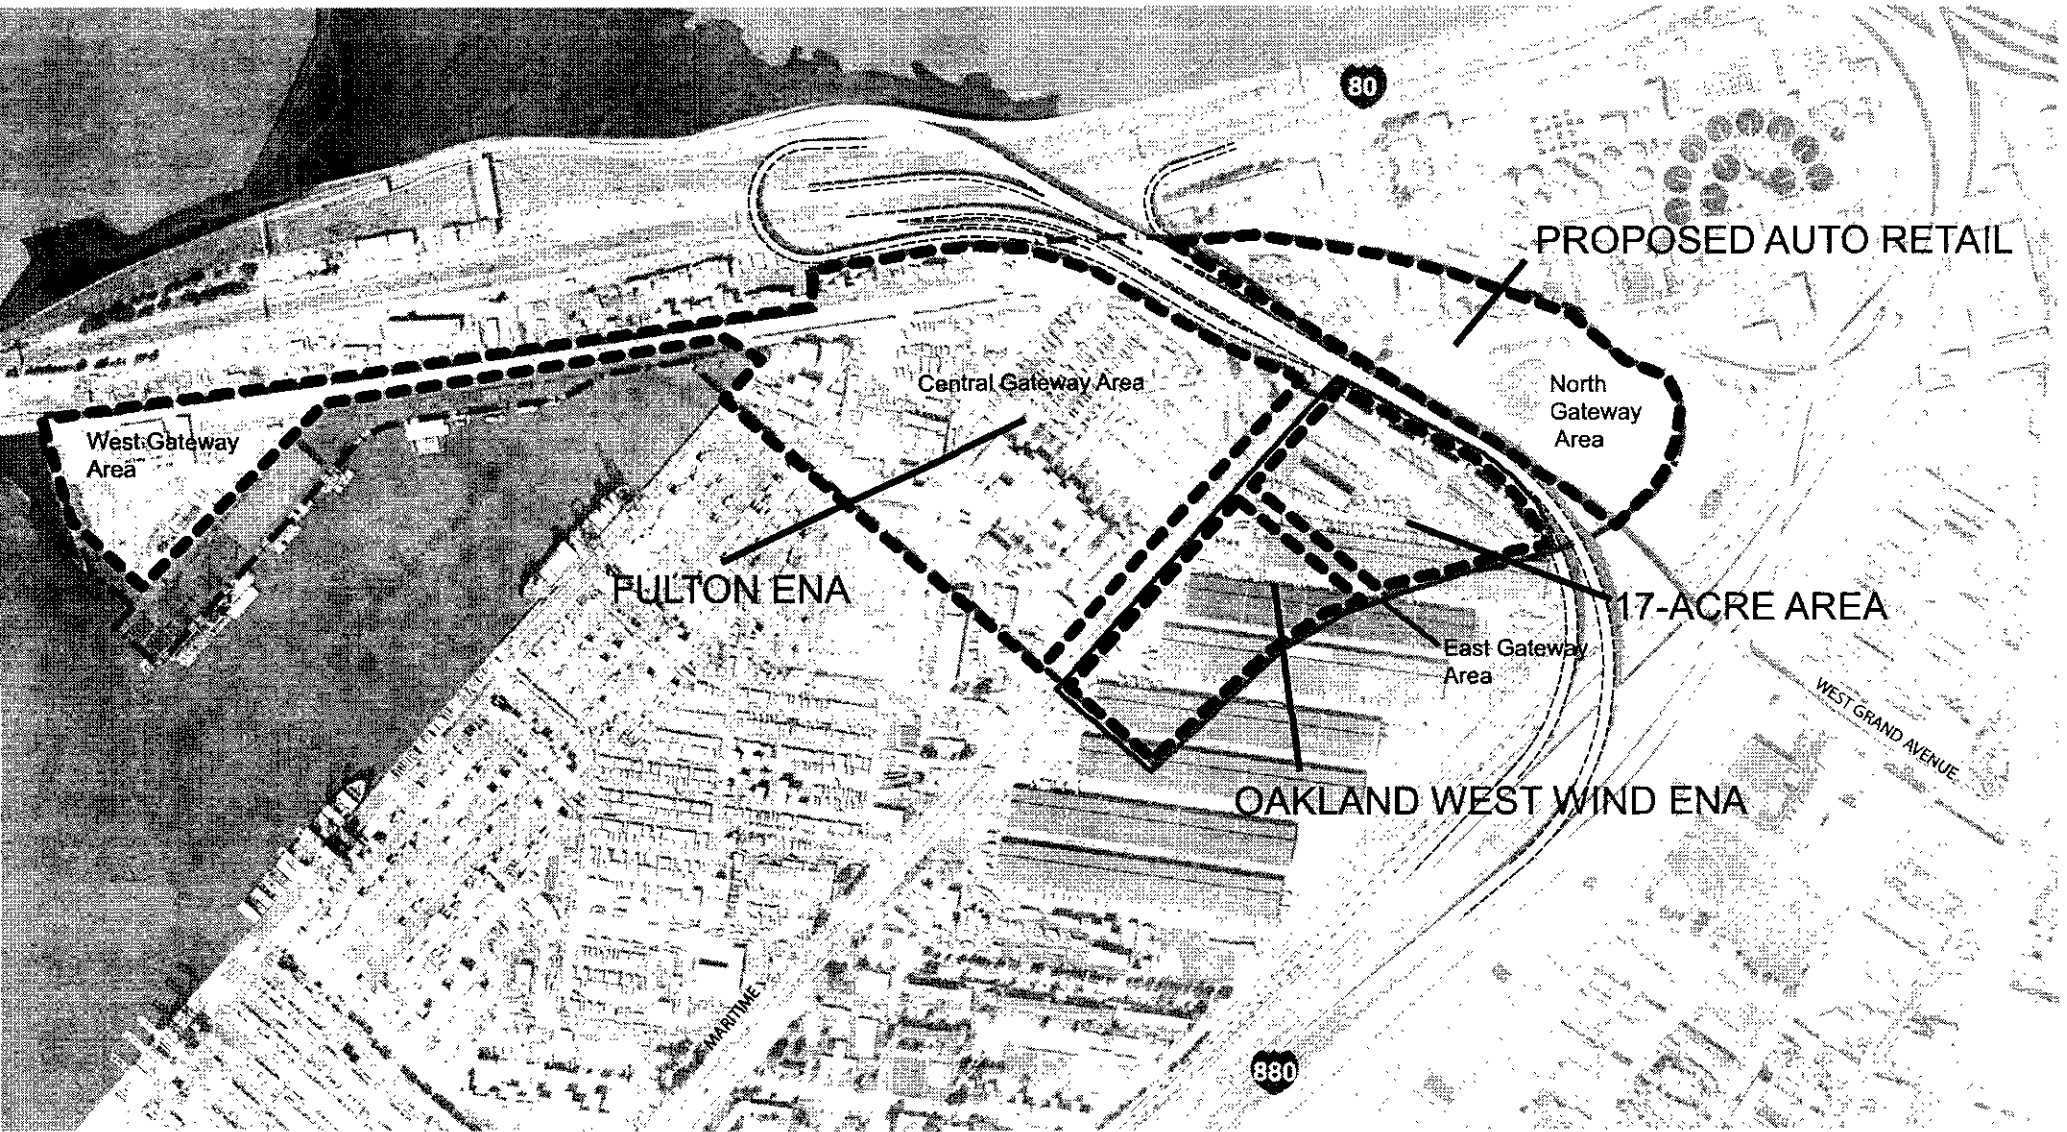 80
PROPOSED AUTO RETAIL
Central Gateway Area
North
Gateway
Area
West Gateway
Area
FULTON ENA
17-ACRE AREA
East Gateway
Area
WEST GRAND AVENUE
OAKLAND WEST WIND ENA
MARITIME
880